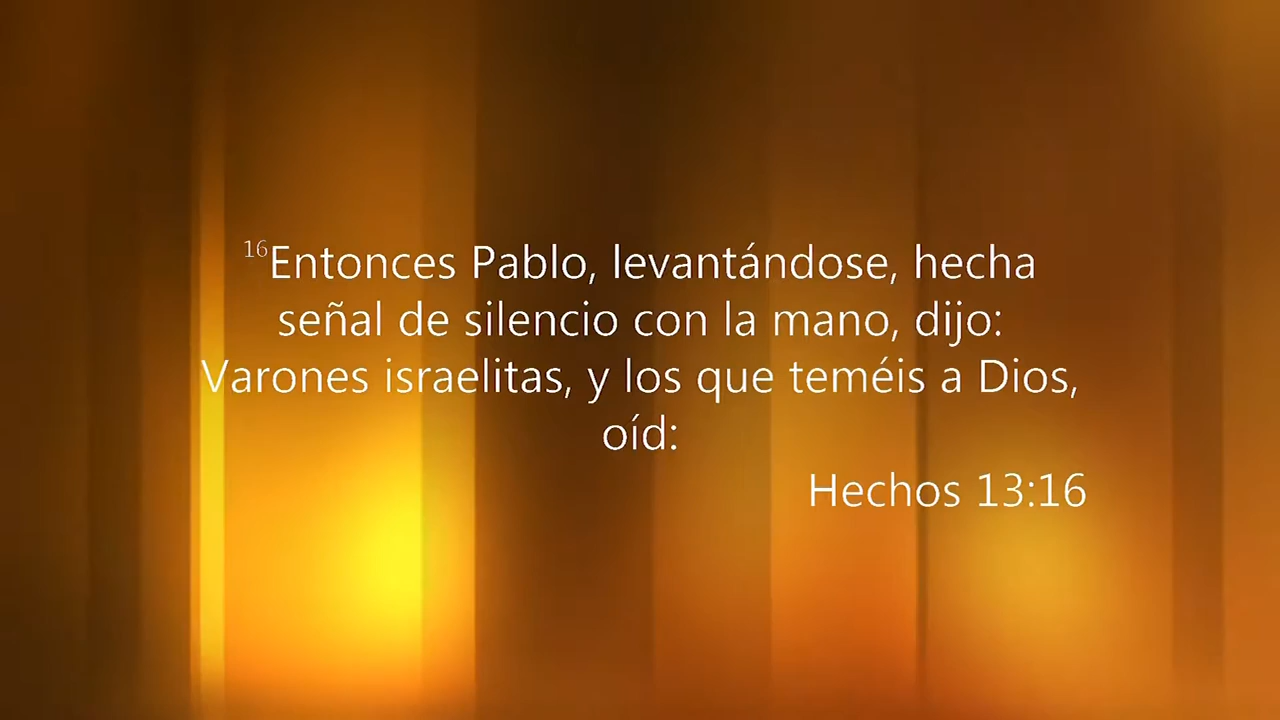 16Entonces Pablo, levantándose, hecha
señal de silencio con la mano, dijo:
Varones israelitas, y los que teméis a Dios,
oíd:
Hechos 13:16